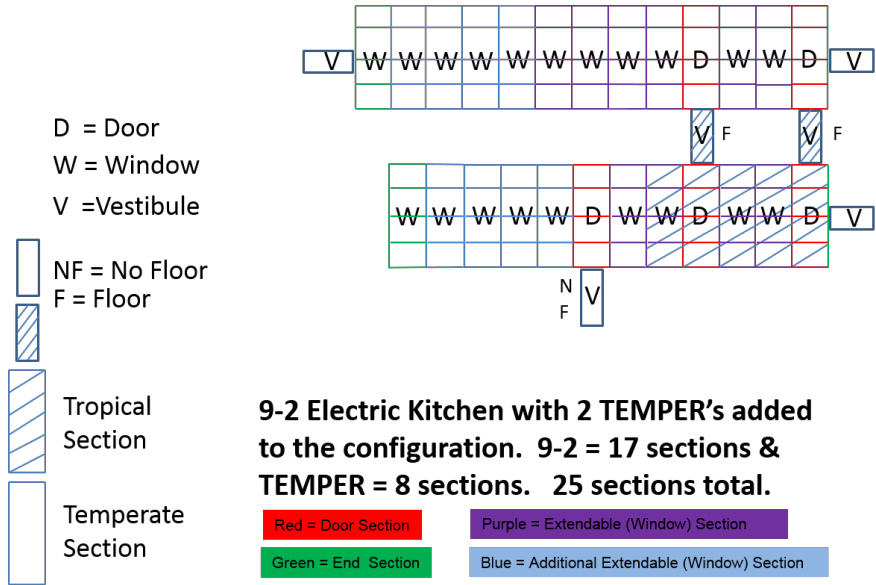 V W W W W W W W W W D W W D V
V F V F
W W W W W D W W D W W D V
N F V
D = Door
W = Window
V =Vestibule
NF = No Floor
F = Floor
Tropical
Section
Temperate
Section
9-2 Electric Kitchen with 2 TEMPER’s added
to the configuration. 9-2 = 17 sections &
TEMPER = 8 sections. 25 sections total.
Red = Door Section
Purple = Extendable (Window) Section
Green = End Section
Blue = Additional Extendable (Window) Section